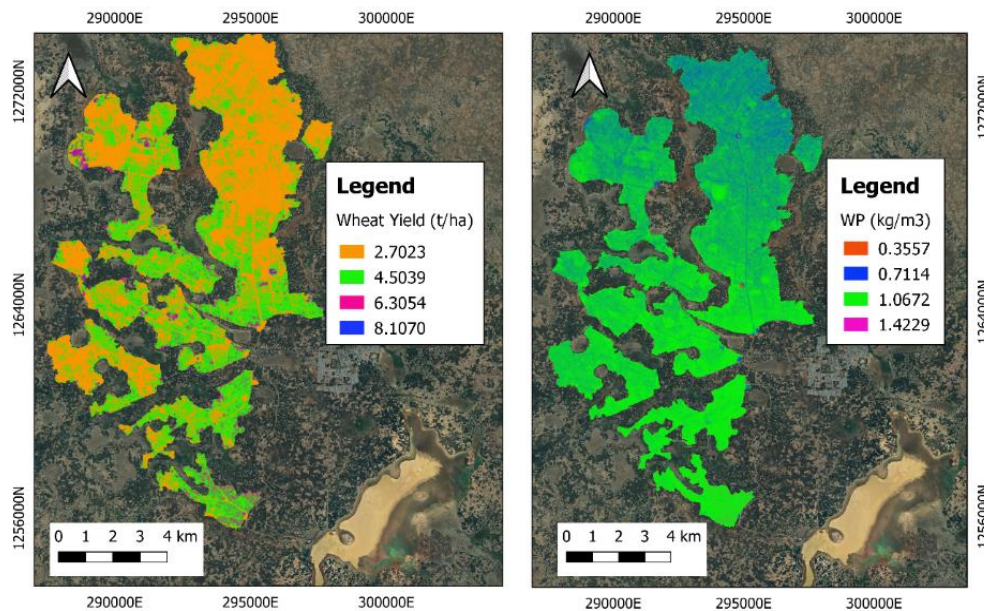 290000E 295000E 300000E
290000E 295000E 300000E
1272000N
1264000N
1256000N
Legend
Wheat Yield (t/ha)
2.7023
4.5039
6.3054
8.1070
0 1 2 3 4 km
Legend
WP (kg/m3)
0.3557
0.7114
1.0672
1.4229
0 1 2 3 4 km
1272000N
1264000N
1256000N
290000E 295000E 300000E
290000E 295000E 300000E